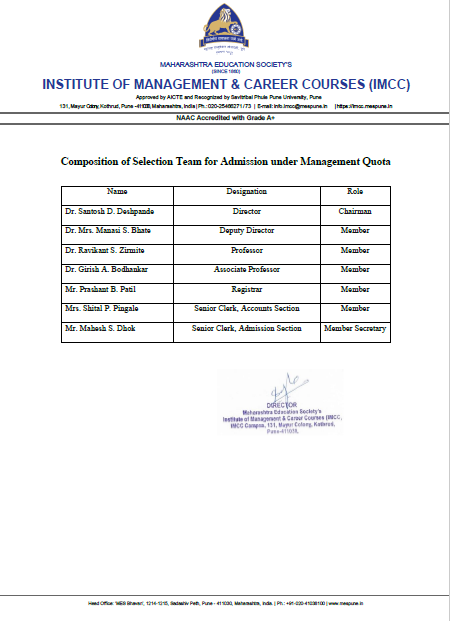 MAHARASHTRA EDUCATION SOCIETY'S
(SINCE 1860)
INSTITUTE OF MANAGEMENT & CAREER COURSES (IMCC)
Approved by AICTE and Recognized by Savitribai Phule Pune University, Pune
131, Mayur Colony, Kothrud, Pune -411038, Maharashtra, India | Ph.: 020-25466271 / 73 | E-mail: info.imcc@mespune.in | https://imcc.mespune.in
NAAC Accredited with Grade A+
Composition of Selection Team for Admission under Management Quota
Name Designation Role
Dr. Santosh D. Deshpande Director Chairman
Dr. Mrs. Manasi S. Bhate Deputy Director Member
Dr. Ravikant S. Zirmite Professor Member
Dr. Girish A. Bodhankar Associate Professor Member
Mr. Prashant B. Patil Registrar Member
Mrs. Shital P. Pingale Senior Clerk, Accounts Section Member
Mr. Mahesh S. Dhok Senior Clerk, Admission Section Member Secretary
DIRECTOR
Maharashtra Education Society's
Institute of Management & Career Courses (IMCC,
IMCC Campus, 131, Mayur Colony, Kothrud,
Pune-411038.
Head Office: 'MES Bhavan', 1214-1215, Sadashiv Peth, Pune - 411030, Maharashtra, India. | Ph.: +91-020-41038100 | www.mespune.in